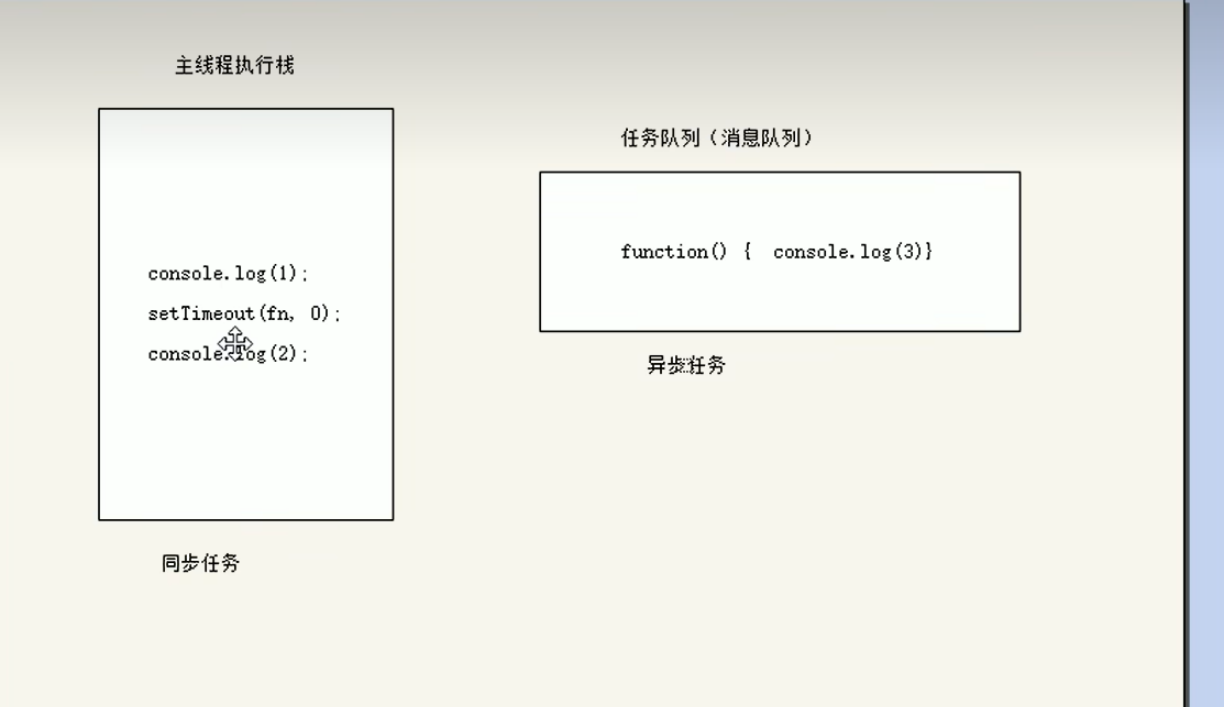 主线程执行栈
console.log(1);
setTimeout(fn, 0);
console.log(2);
同步任务
任务队列（消息队列）
function() {  console.log(3)}
异步任务